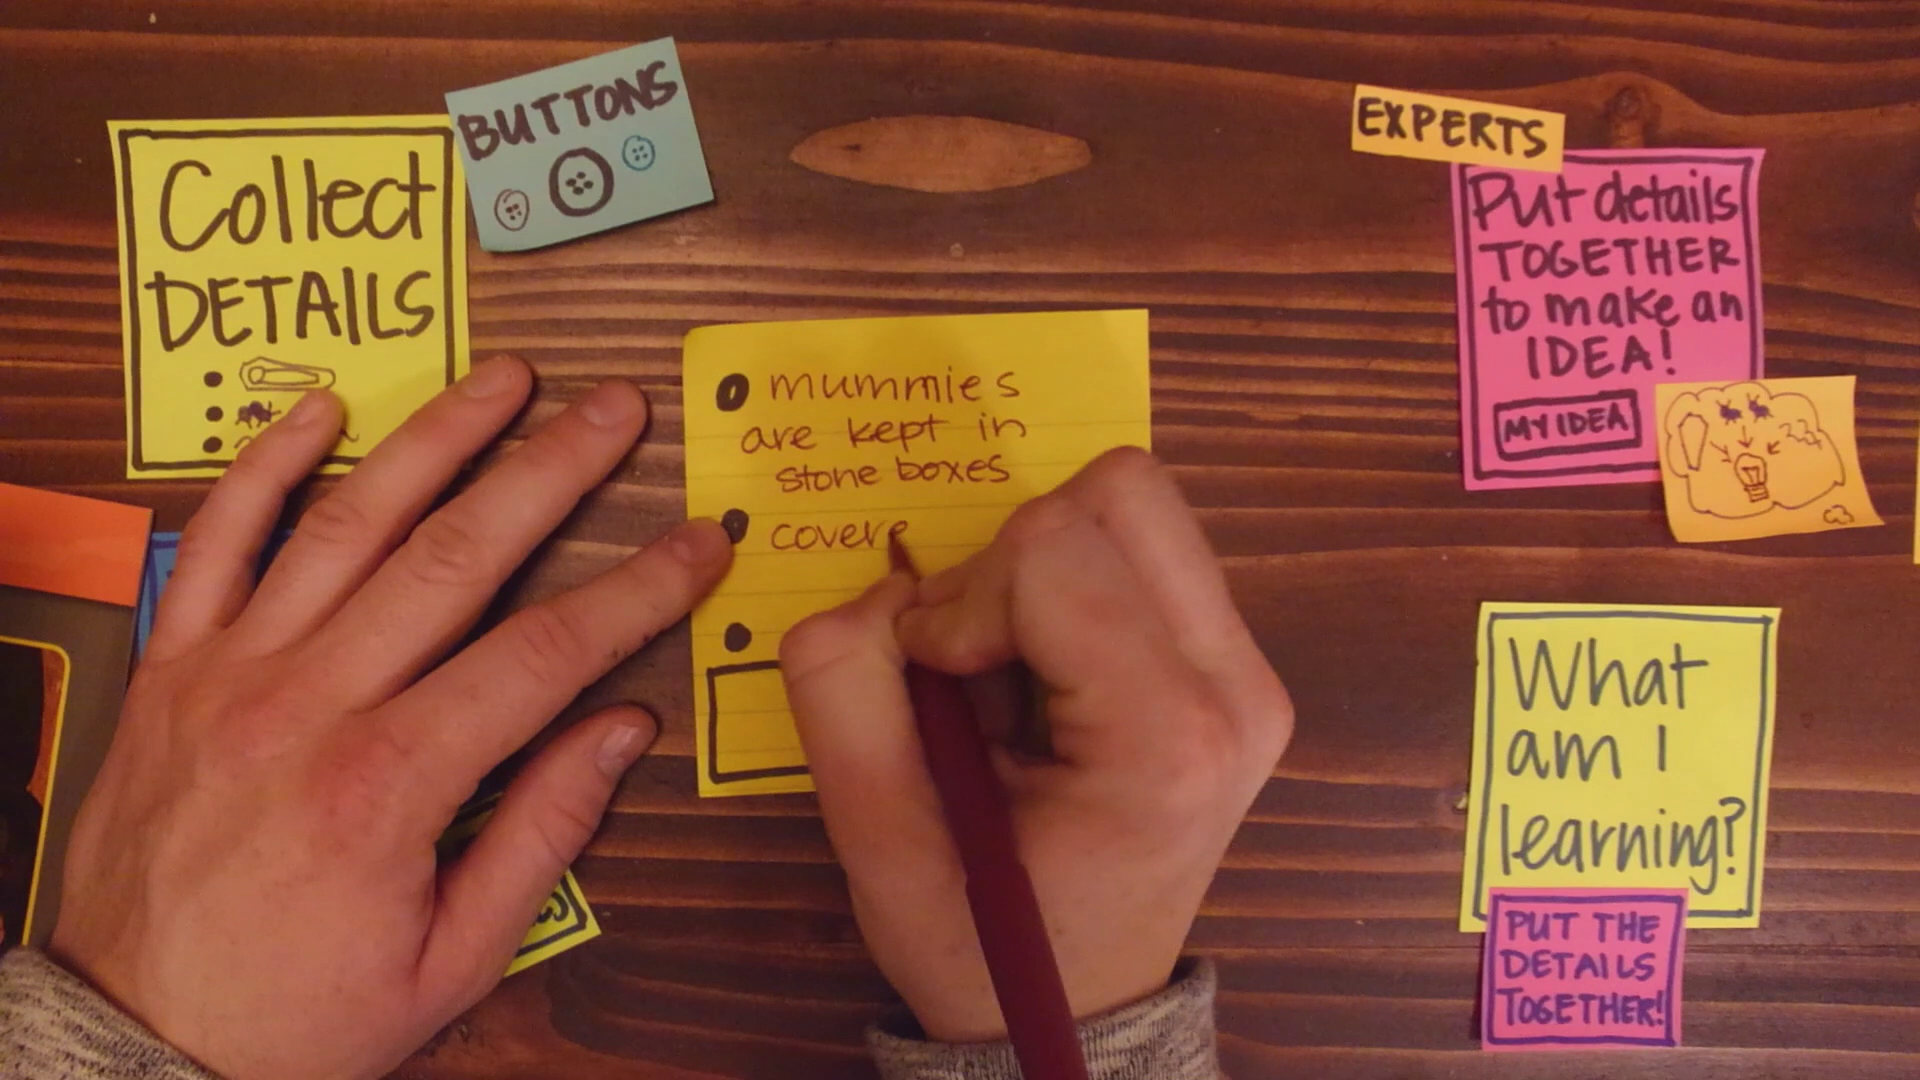 Collect
DETAILS
BUTTONS
mummies
are kept in
stone boxes
covere
EXPERTS
Put details
TOGETHER
to make an
IDEA!
MY IDEA
What
am I
learning?
PUT THE
DETAILS
TOGETHER!